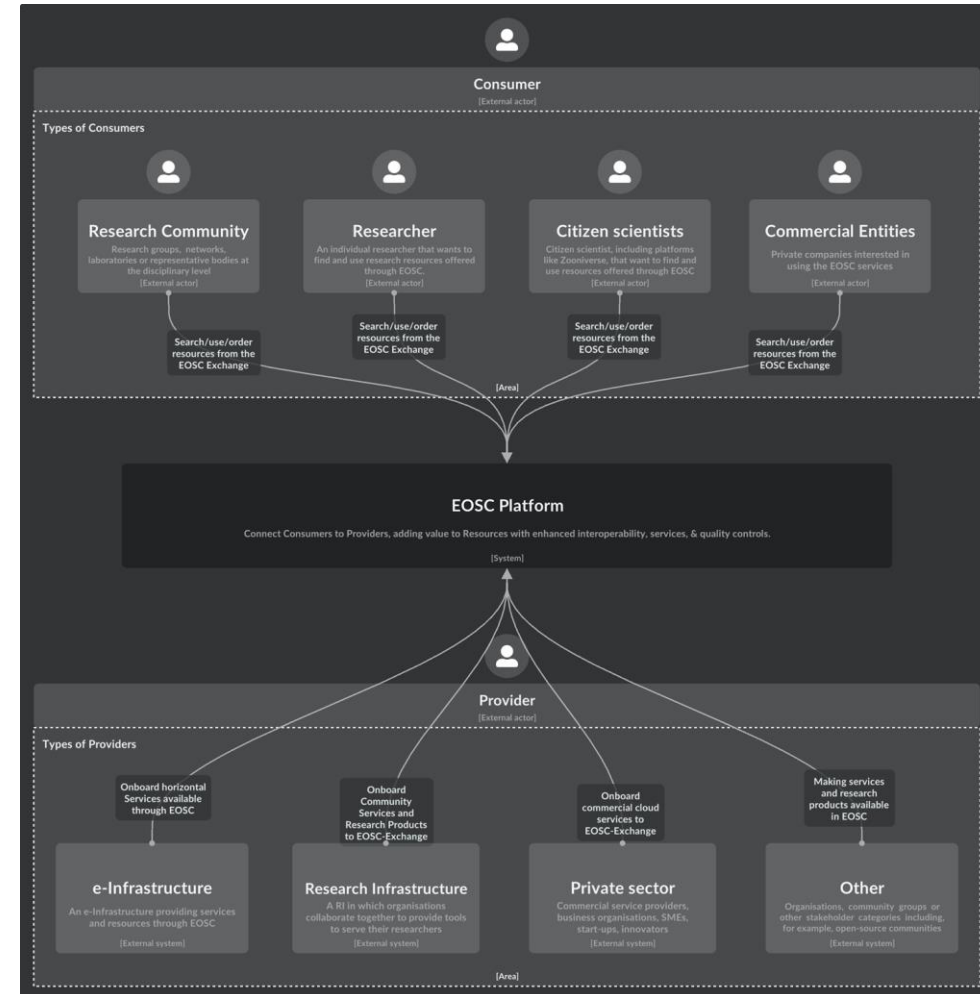 Consumer
[External actor]
Types of Consumers
Research Community
Research groups, networks,
laboratories or representative bodies at
the disciplinary level
[External actor]
Researcher
An individual researcher that wants to
find and use research resources offered
through EOSC.
[External actor]
Citizen scientists
Citizen scientist, including platforms
like Zooniverse, that want to find and
use resources offered through EOSC
[External actor]
Commercial Entities
Private companies interested in
using the EOSC services
[External actor]
Search/use/order
resources from the
EOSC Exchange
Search/use/order
resources from the
EOSC Exchange
Search/use/order
resources from the
EOSC Exchange
Search/use/order
resources from the
EOSC Exchange
[Area]
EOSC Platform
Connect Consumers to Providers, adding value to Resources with enhanced interoperability, services, & quality controls.
[System]
Provider
[External actor]
Types of Providers
Onboard horizontal
Services available
through EOSC
Onboard
Community
Services and
Research Products
to EOSC-Exchange
Onboard
commercial cloud
services to
EOSC-Exchange
Making services
and research
products available
in EOSC
e-Infrastructure
An e-Infrastructure providing services
and resources through EOSC
[External system]
Research Infrastructure
A RI in which organisations
collaborate together to provide tools
to serve their researchers
[External system]
Private sector
Commercial service providers,
business organisations, SMEs,
start-ups, innovators
[External system]
Other
Organisations, community groups or
other stakeholder categories including,
for example, open-source communities
[External system]
[Area]